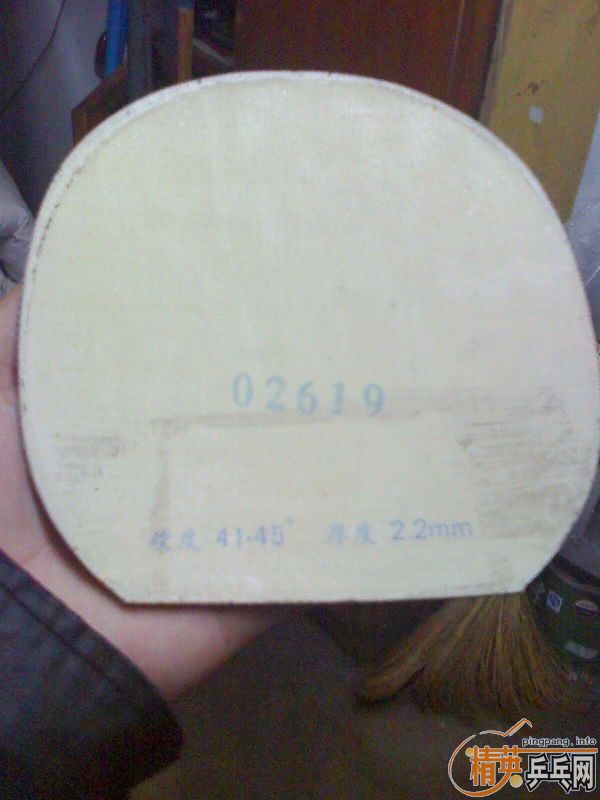 02619
硬度 41-45° 厚度 2.2mm
pingpang.info
精英乒乓网